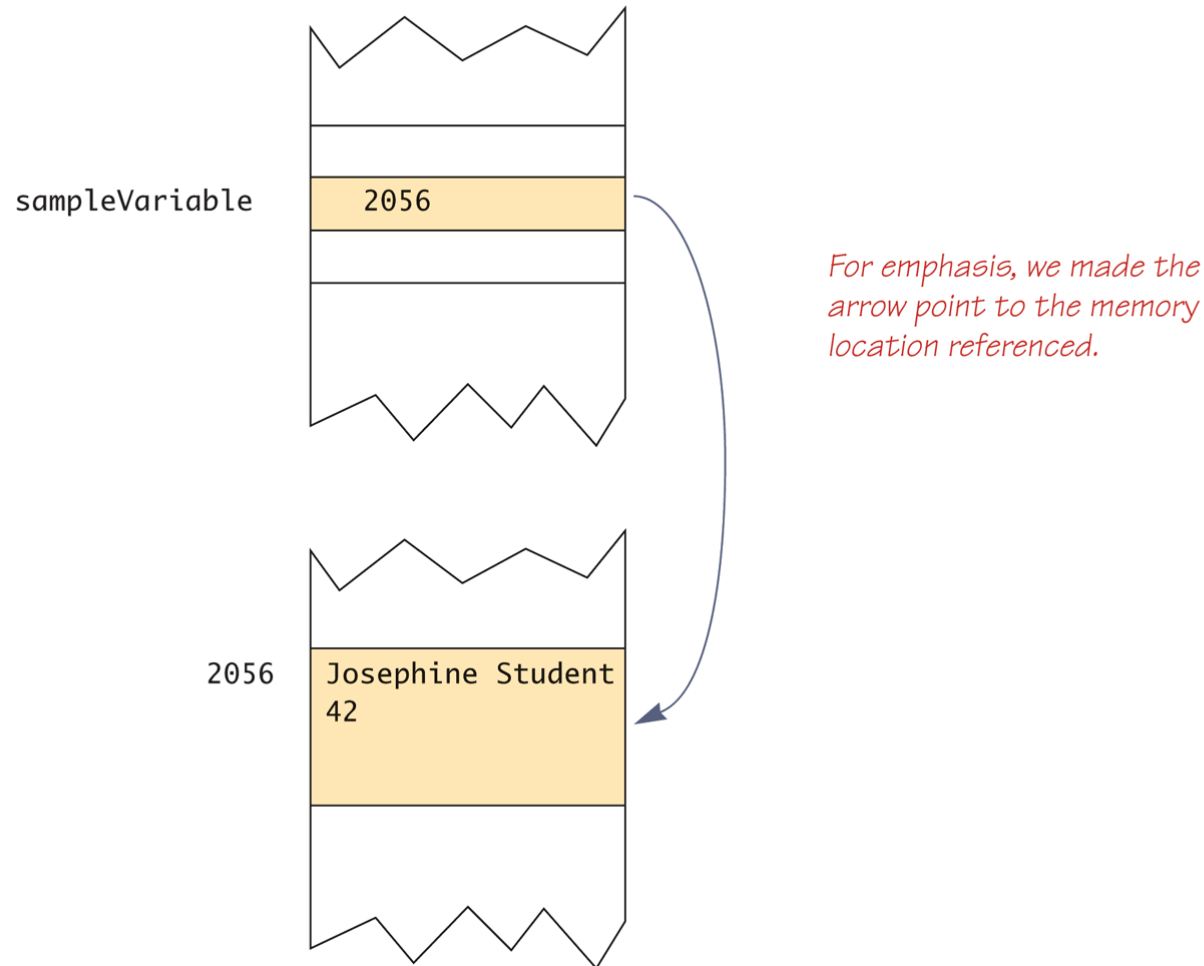 sampleVariable
2056
For emphasis, we made the
arrow point to the memory
location referenced.
2056
Josephine Student
42